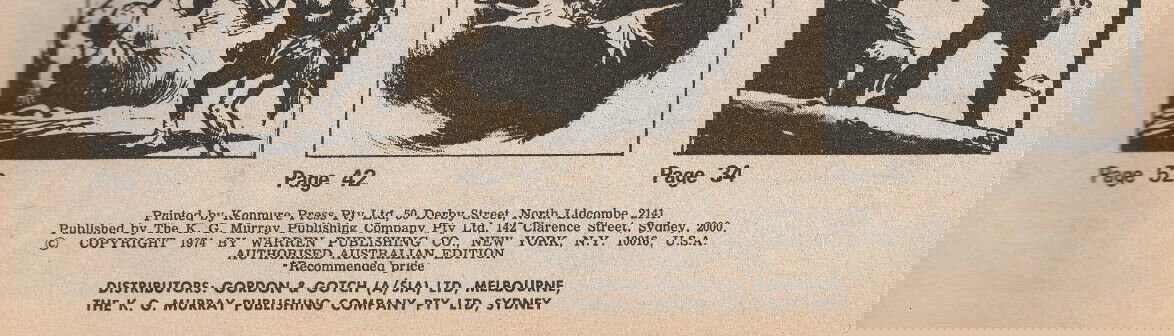 Page 42
Page 34
Page 52
Printed by Kenmure Press Pty Ltd 50 Derby Street, North Lidcombe, 2141
Published by The K. G. Murray Publishing Company Pty Ltd, 142 Clarence Street, Sydney, 2000.
© COPYRIGHT 1974 BY WARREN PUBLISHING CO., NEW YORK, N.Y. 10016, U.S.A.
AUTHORISED AUSTRALIAN EDITION
*Recommended price
DISTRIBUTORS: GORDON & GOTCH (A/SIA) LTD, MELBOURNE,
THE K. G. MURRAY PUBLISHING COMPANY PTY LTD, SYDNEY